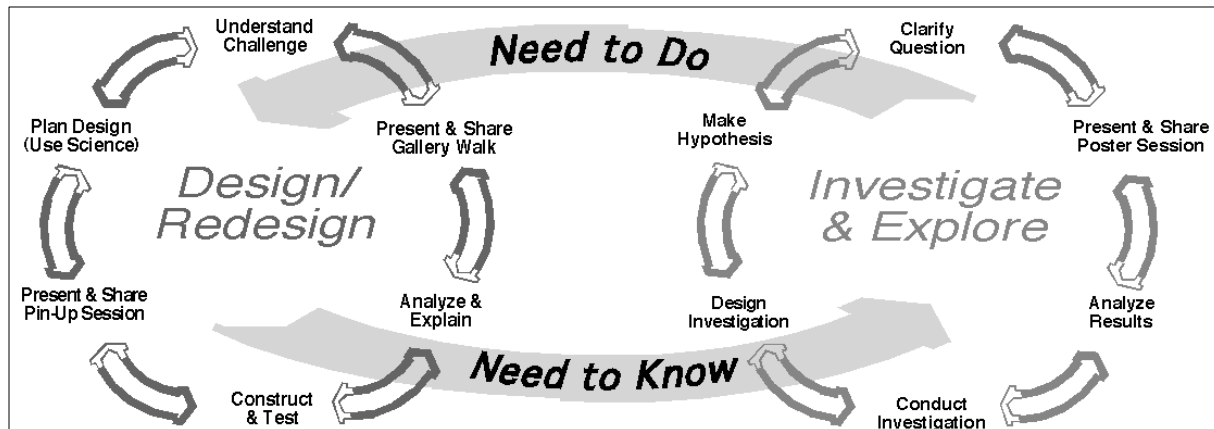 Understand
Challenge
Need to Do
Clarify
Question
Plan Design
(Use Science)
Present & Share
Gallery Walk
Make
Hypothesis
Present & Share
Poster Session
Design/
Redesign
Investigate
& Explore
Present & Share
Pin-Up Session
Analyze &
Explain
Design
Investigation
Analyze
Results
Need to Know
Construct
& Test
Conduct
Investigation